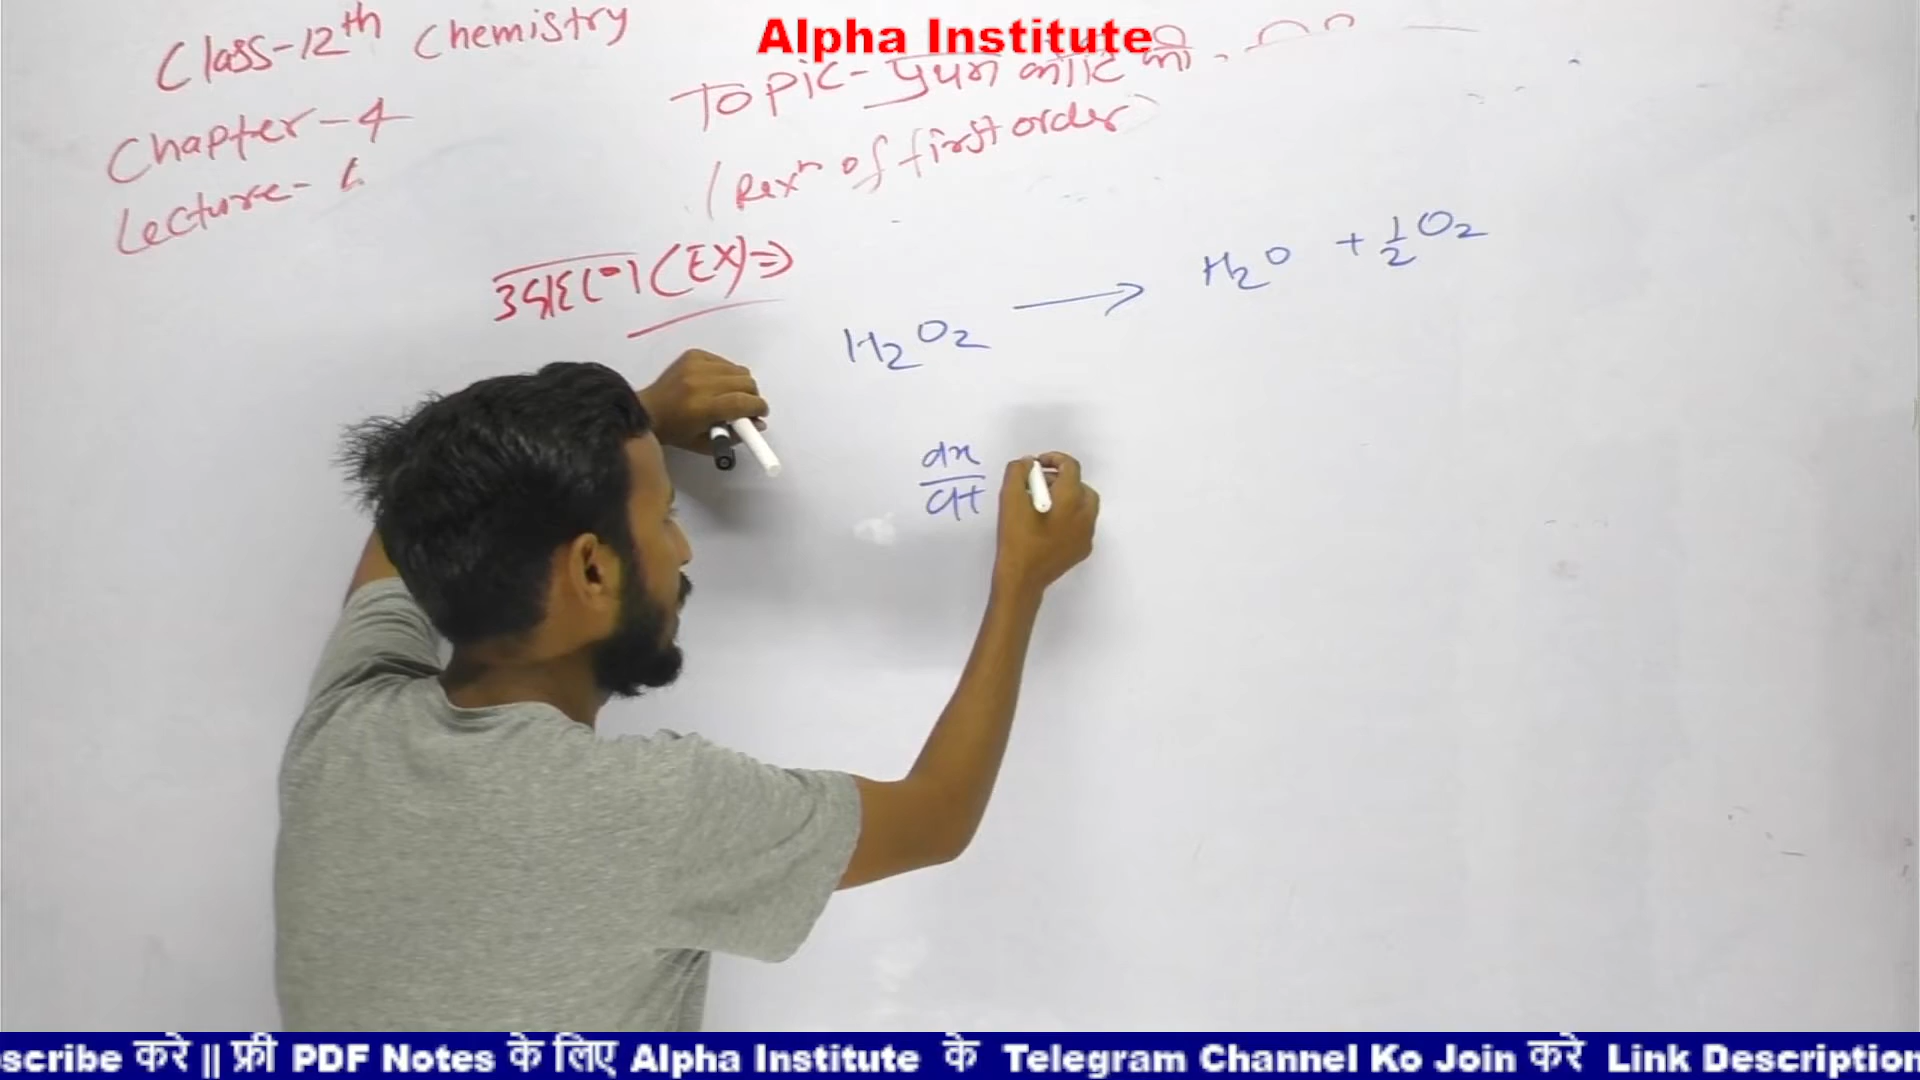 Alpha Institute
Class-12th Chemistry
Chapter-4
Lecture-
Topic- प्रथम कोटि की
(Rexn of first order)
उदाहरण (EX) ⇒
H2O2 → H2O + 1/2 O2
dx/dt
scribe करे || फ्री PDF Notes के लिए Alpha Institute के Telegram Channel Ko Join करे Link Description